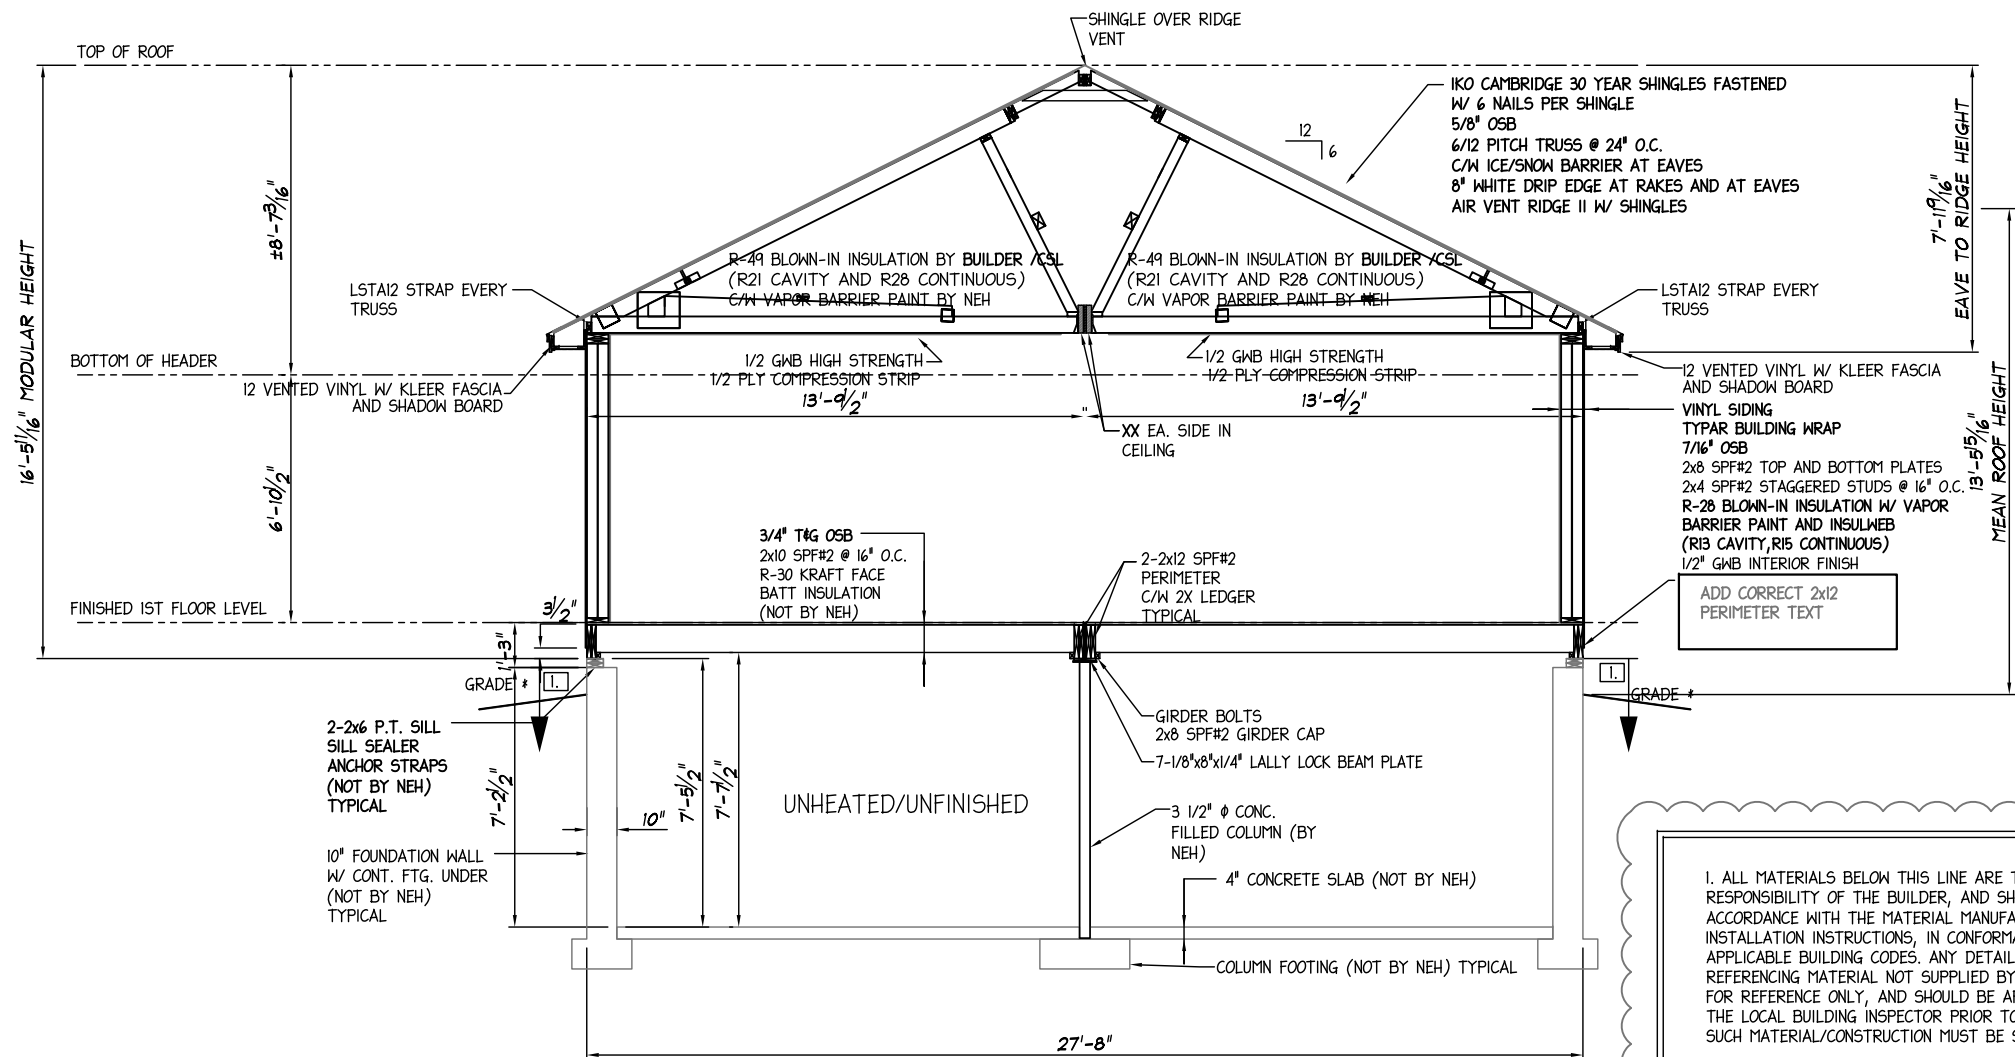 SHINGLE OVER RIDGE
VENT
TOP OF ROOF
IKO CAMBRIDGE 30 YEAR SHINGLES FASTENED
W/ 6 NAILS PER SHINGLE
5/8" OSB
6/12 PITCH TRUSS @ 24" O.C.
C/W ICE/SNOW BARRIER AT EAVES
8" WHITE DRIP EDGE AT RAKES AND AT EAVES
AIR VENT RIDGE II W/ SHINGLES
12
6
±8'-7 3/16"
16'-5 11/16" MODULAR HEIGHT
7'-11 9/16"
EAVE TO RIDGE HEIGHT
R-49 BLOWN-IN INSULATION BY BUILDER /CSL
(R21 CAVITY AND R28 CONTINUOUS)
C/W VAPOR BARRIER PAINT BY NEH
R-49 BLOWN-IN INSULATION BY BUILDER /CSL
(R21 CAVITY AND R28 CONTINUOUS)
C/W VAPOR BARRIER PAINT BY NEH
LSTA12 STRAP EVERY
TRUSS
LSTA12 STRAP EVERY
TRUSS
BOTTOM OF HEADER
1/2 GWB HIGH STRENGTH
1/2 PLY COMPRESSION STRIP
1/2 GWB HIGH STRENGTH
1/2 PLY COMPRESSION STRIP
12 VENTED VINYL W/ KLEER FASCIA
AND SHADOW BOARD
12 VENTED VINYL W/ KLEER FASCIA
AND SHADOW BOARD
13'-9 1/2"
"
13'-9 1/2"
XX EA. SIDE IN
CEILING
VINYL SIDING
TYPAR BUILDING WRAP
7/16" OSB
2x8 SPF#2 TOP AND BOTTOM PLATES
2x4 SPF#2 STAGGERED STUDS @ 16" O.C.
R-28 BLOWN-IN INSULATION W/ VAPOR
BARRIER PAINT AND INSULWEB
(R13 CAVITY,R15 CONTINUOUS)
1/2" GWB INTERIOR FINISH
13'-5 15/16"
MEAN ROOF HEIGHT
6'-10 1/2"
3/4" T&G OSB
2x10 SPF#2 @ 16" O.C.
R-30 KRAFT FACE
BATT INSULATION
(NOT BY NEH)
2-2x12 SPF#2
PERIMETER
C/W 2X LEDGER
TYPICAL
ADD CORRECT 2x12
PERIMETER TEXT
FINISHED 1ST FLOOR LEVEL
3 1/2"
1'-3"
GRADE *
1.
1.
GRADE *
2-2x6 P.T. SILL
SILL SEALER
ANCHOR STRAPS
(NOT BY NEH)
TYPICAL
GIRDER BOLTS
2x8 SPF#2 GIRDER CAP
7-1/8"x8"x1/4" LALLY LOCK BEAM PLATE
7'-2 1/2"
7'-5 1/2"
7'-7 1/2"
UNHEATED/UNFINISHED
10"
3 1/2" ϕ CONC.
FILLED COLUMN (BY
NEH)
10" FOUNDATION WALL
W/ CONT. FTG. UNDER
(NOT BY NEH)
TYPICAL
4" CONCRETE SLAB (NOT BY NEH)
COLUMN FOOTING (NOT BY NEH) TYPICAL
27'-8"
1. ALL MATERIALS BELOW THIS LINE ARE
RESPONSIBILITY OF THE BUILDER, AND
ACCORDANCE WITH THE MATERIAL
INSTALLATION INSTRUCTIONS, IN
APPLICABLE BUILDING CODES. ANY
REFERENCING MATERIAL NOT SUPPLIED BY
FOR REFERENCE ONLY, AND SHOULD BE
THE LOCAL BUILDING INSPECTOR PRIOR
SUCH MATERIAL/CONSTRUCTION MUST BE